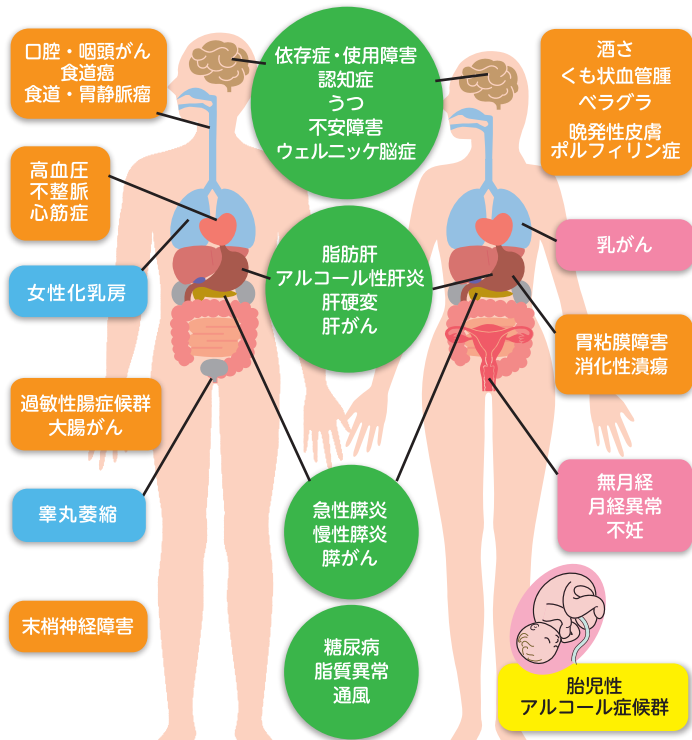 口腔・咽頭がん
食道癌
食道・胃静脈瘤
依存症・使用障害
認知症
うつ
不安障害
ウェルニッケ脳症
酒さ
くも状血管腫
ベラグラ
晩発性皮膚
ポルフィリン症
高血圧
不整脈
心筋症
女性化乳房
脂肪肝
アルコール性肝炎
肝硬変
肝がん
乳がん
胃粘膜障害
消化性潰瘍
過敏性腸症候群
大腸がん
睾丸萎縮
急性膵炎
慢性膵炎
膵がん
無月経
月経異常
不妊
末梢神経障害
糖尿病
脂質異常
通風
胎児性
アルコール症候群